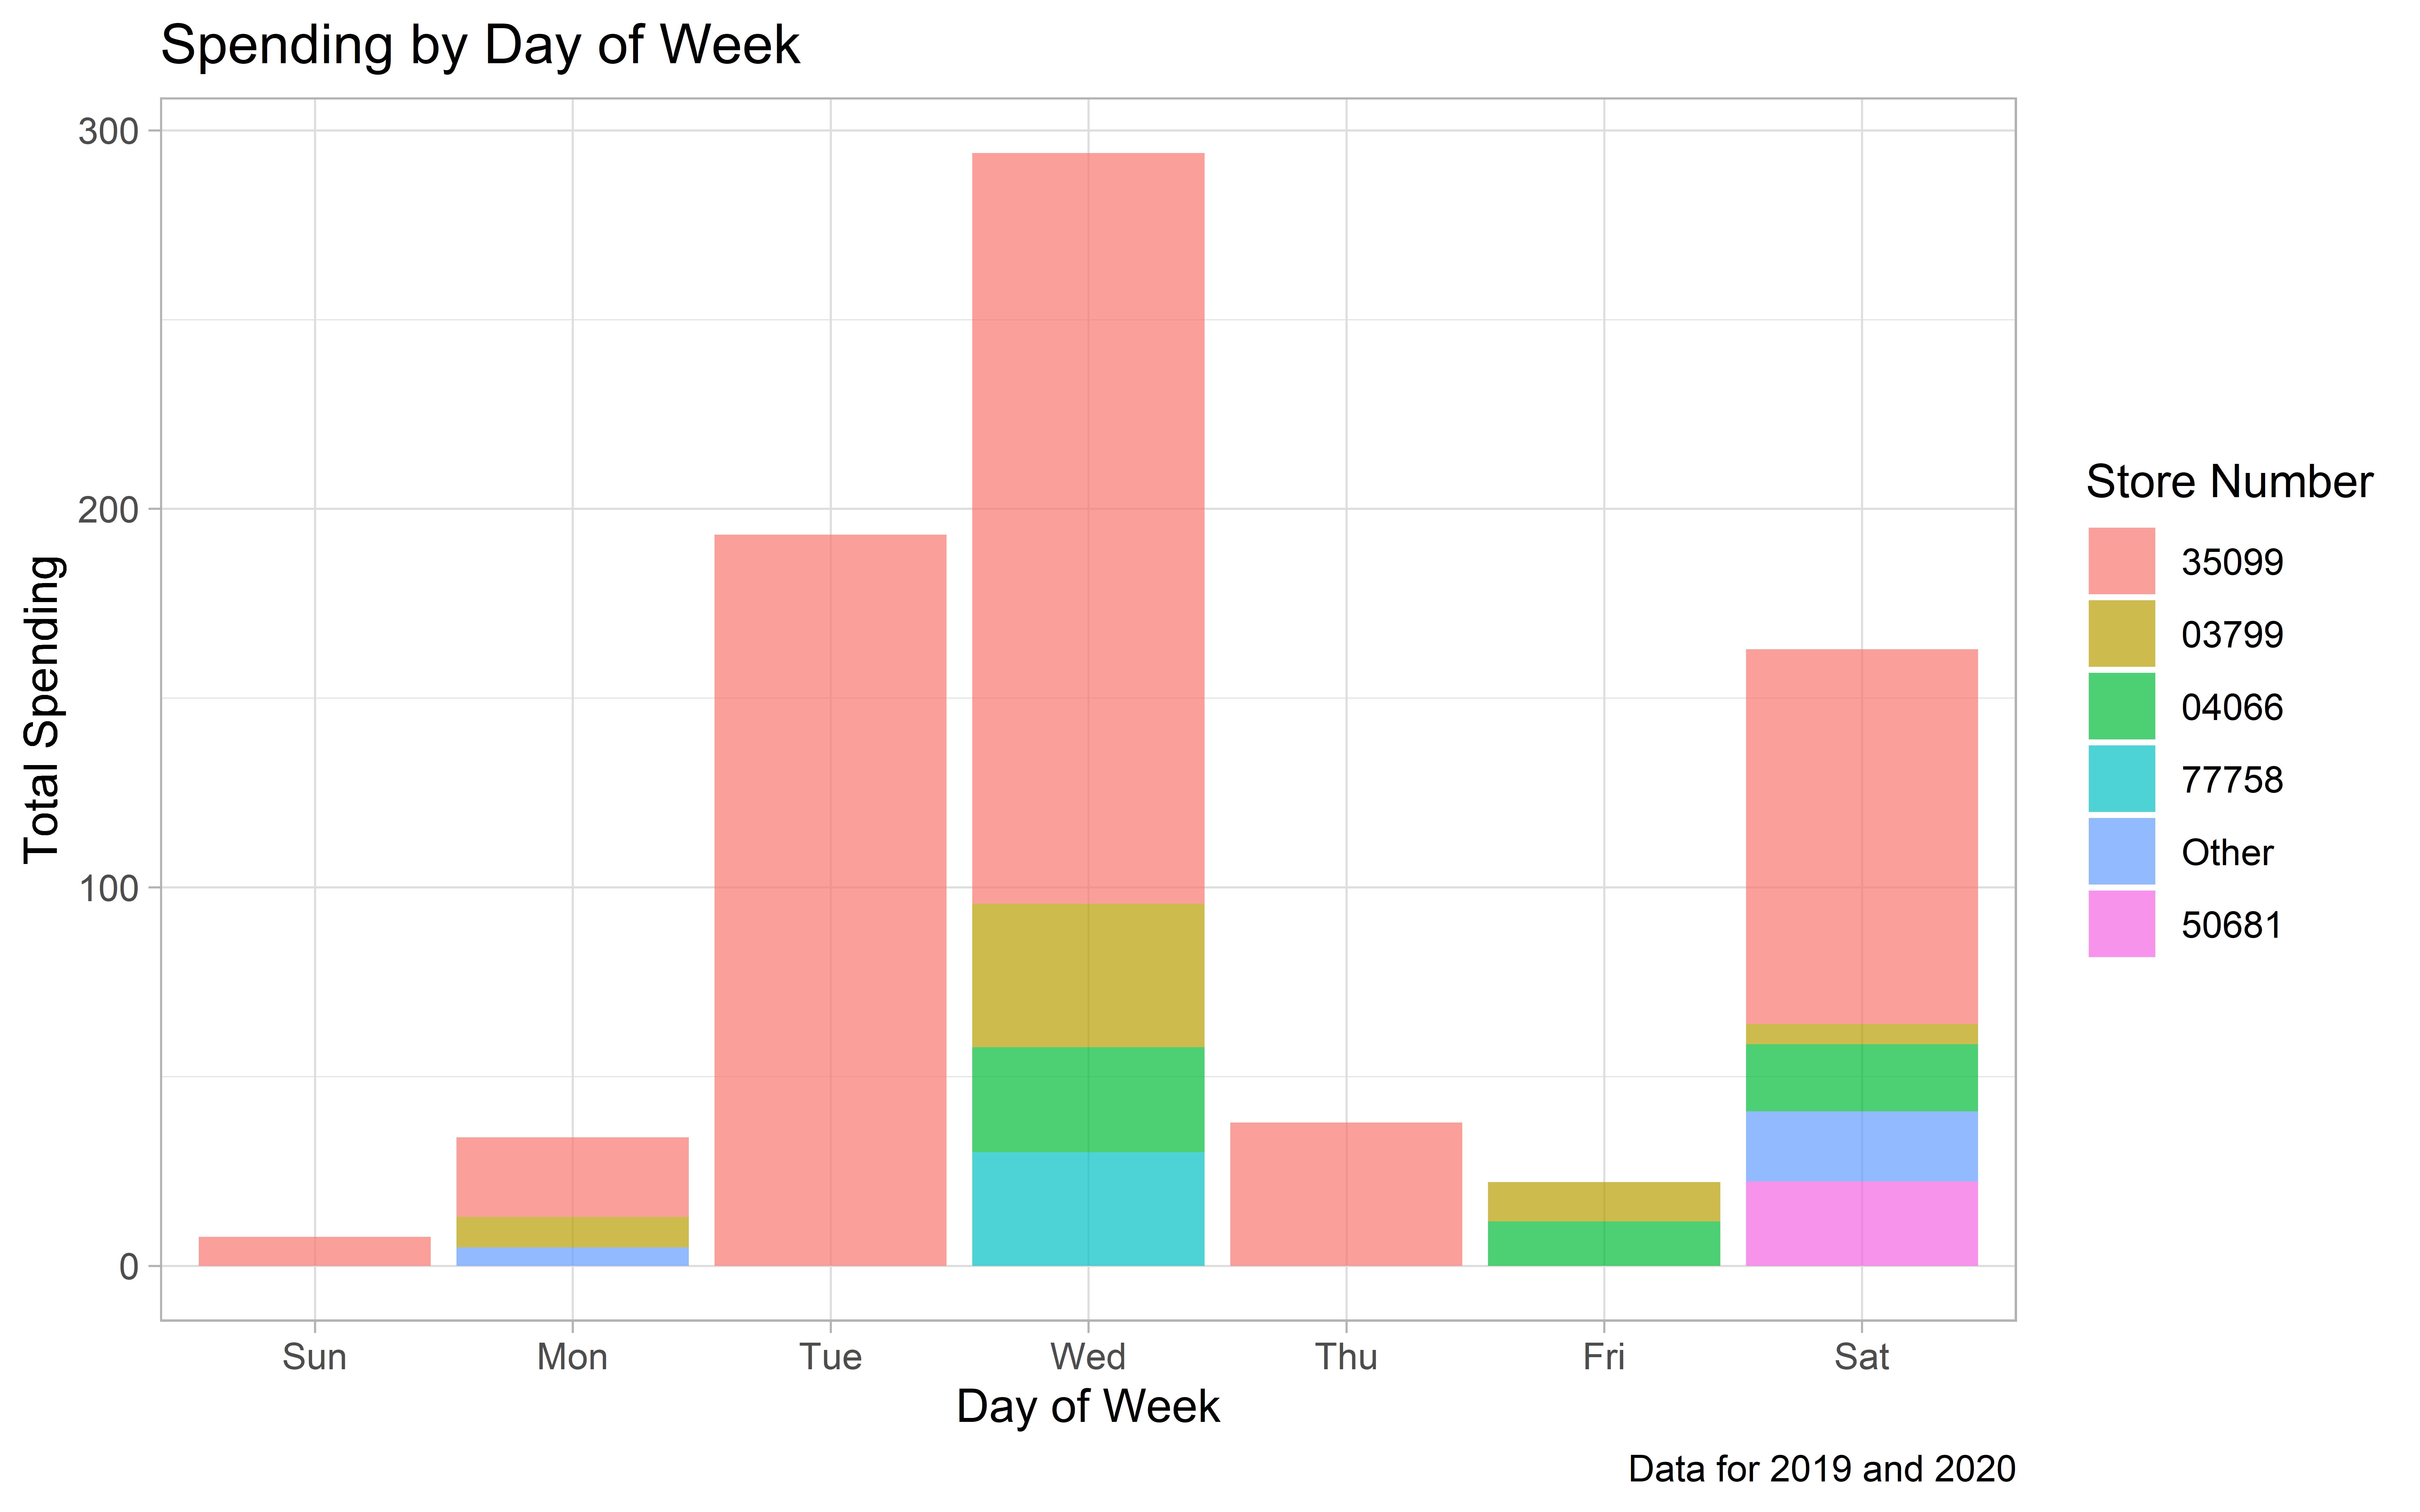 Spending by Day of Week
300
200
100
0
Total Spending
Sun Mon Tue Wed Thu Fri Sat
Day of Week
Store Number
35099
03799
04066
77758
Other
50681
Data for 2019 and 2020